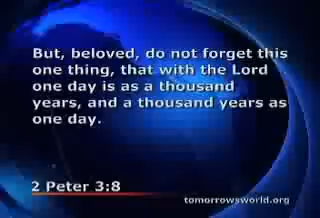 But, beloved, do not forget this
one thing, that with the Lord
one day is as a thousand
years, and a thousand years as
one day.
2 Peter 3:8
tomorrowsworld.org